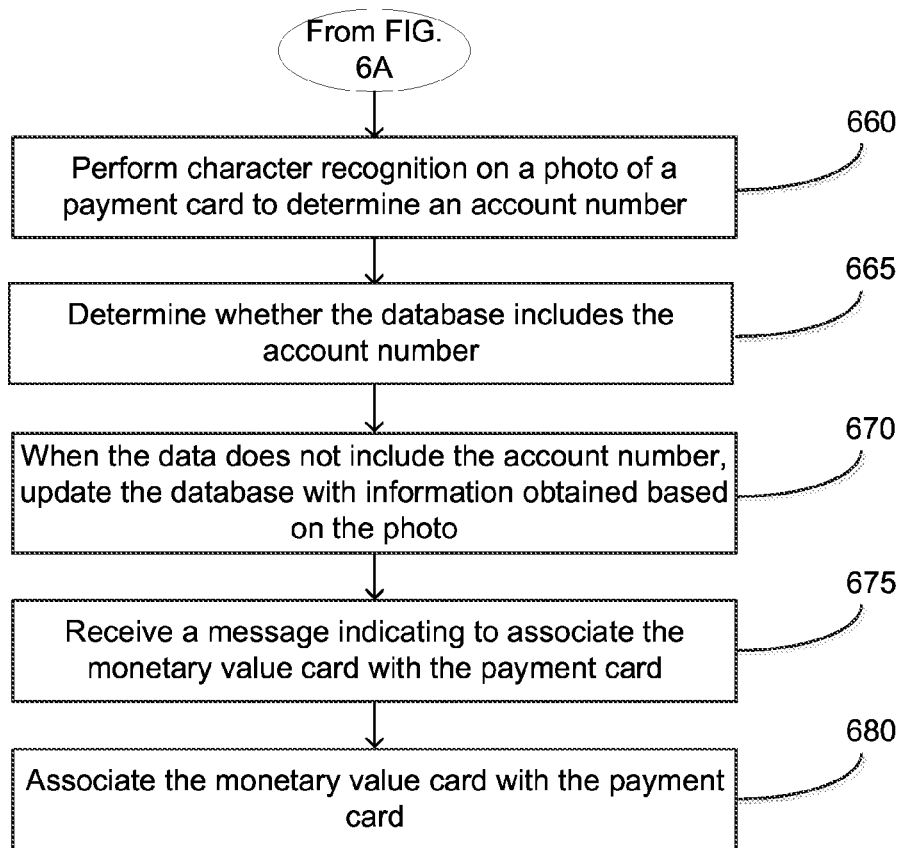 From FIG.
6A
660
Perform character recognition on a photo of a
payment card to determine an account number
665
Determine whether the database includes the
account number
670
When the data does not include the account number,
update the database with information obtained based
on the photo
675
Receive a message indicating to associate the
monetary value card with the payment card
680
Associate the monetary value card with the payment
card